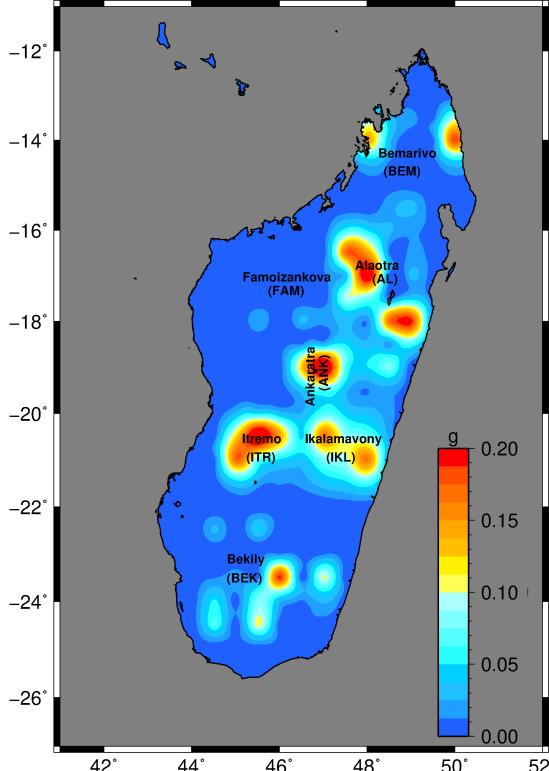 −12˚
−14˚
Bemarivo
(BEM)
−16˚
Alaotra
(AL)
Famoizankova
(FAM)
−18˚
Ankaratra
(ANK)
−20˚
Itremo
(ITR)
Ikalamavony
(IKL)
g
0.20
−22˚
0.15
Bekily
(BEK)
−24˚
0.10
0.05
−26˚
0.00
42˚ 44˚ 46˚ 48˚ 50˚ 52˚